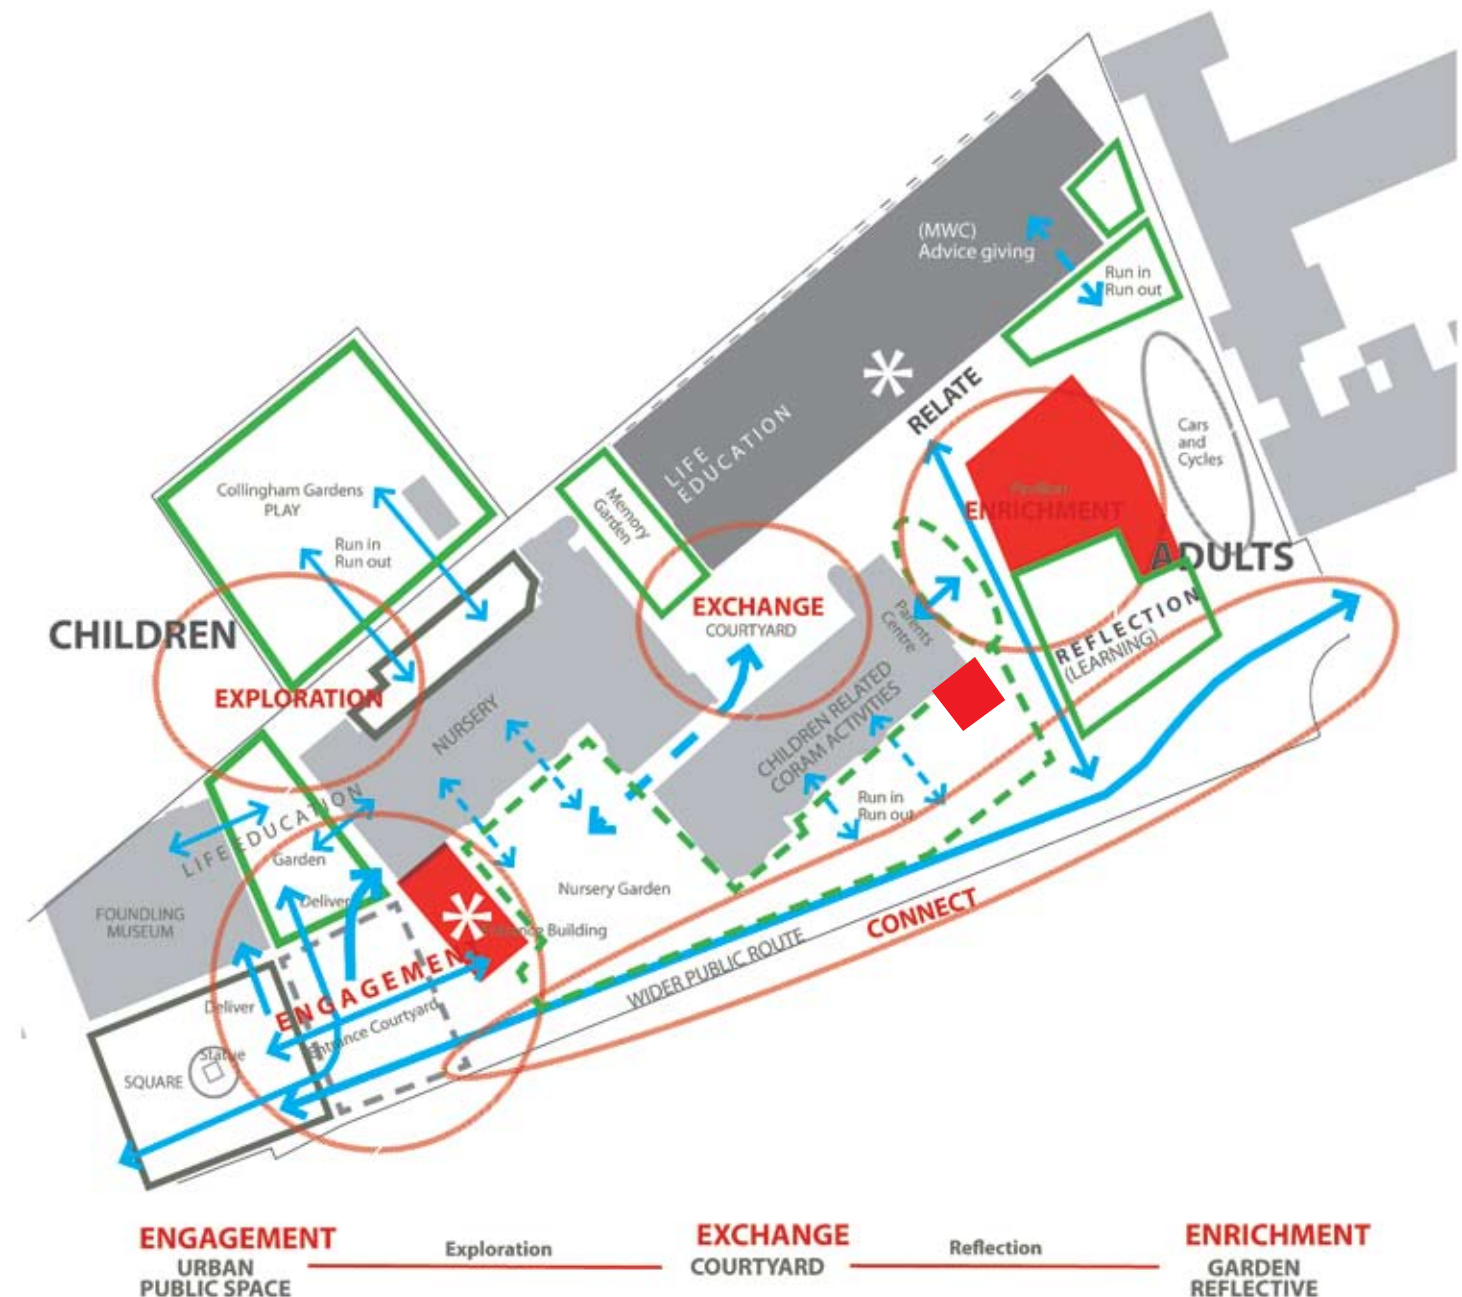 (MWC)
Advice giving
Run in
Run out
RELATE
LIFE
EDUCATION
Cars
and
Cycles
Collingham Gardens
PLAY
Run in
Run out
Memory
Garden
Pavilion
ENRICHMENT
ADULTS
EXCHANGE
COURTYARD
Parents
Centre
REFLECTION
(LEARNING)
CHILDREN
EXPLORATION
NURSERY
CHILDREN RELATED
CORAM ACTIVITIES
Run in
Run out
LIFE EDUCATION
Garden
Deliver
Nursery Garden
FOUNDLING
MUSEUM
Entrance Building
CONNECT
WIDER PUBLIC ROUTE
ENGAGEMENT
Deliver
Entrance Courtyard
Statue
SQUARE
ENGAGEMENT
URBAN
PUBLIC SPACE
Exploration
EXCHANGE
COURTYARD
Reflection
ENRICHMENT
GARDEN
REFLECTIVE